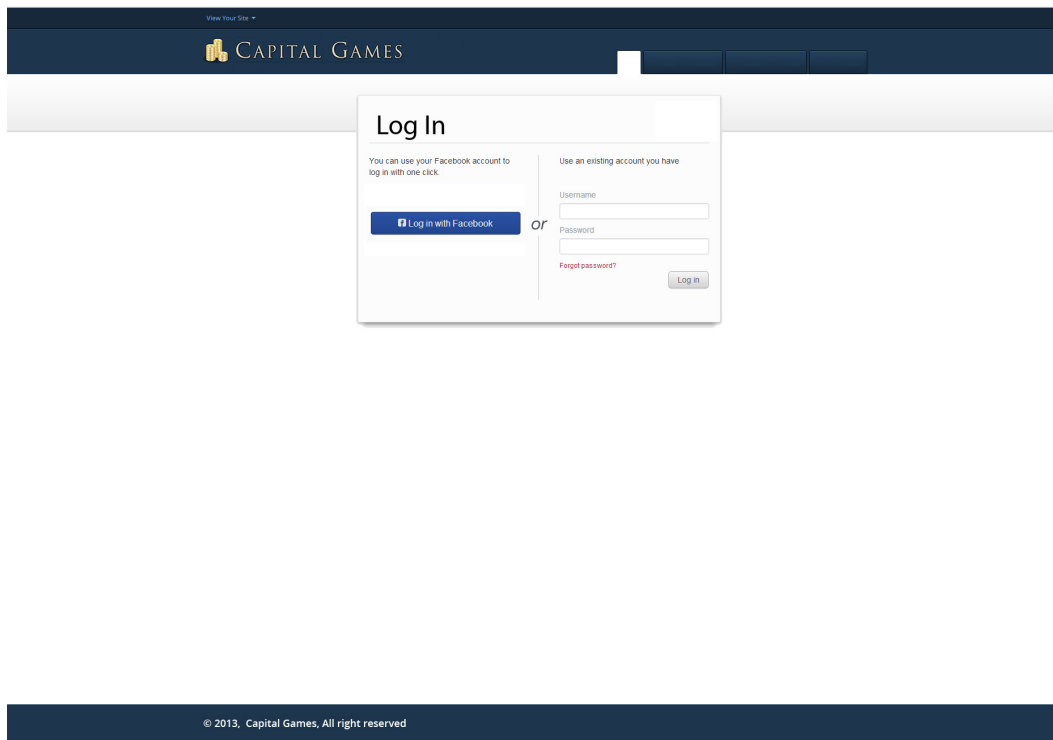 View Your Site
CAPITAL GAMES
Log In
You can use your Facebook account to
log in with one click.
Log in with Facebook
or
Use an existing account you have
Username
Password
Forgot password?
Log in
© 2013, Capital Games, All right reserved